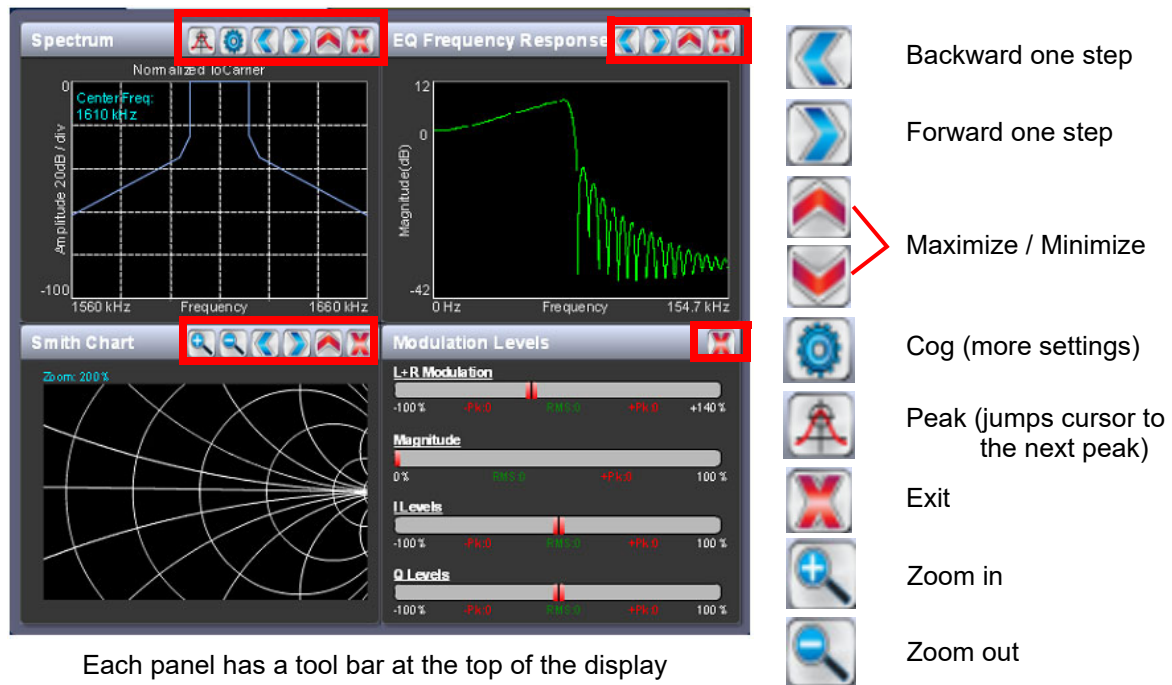 Spectrum
Normalized ToCarrier
0
Center Freq:
1610 kHz
Amplitude 20dB / div
-100
1560 kHz
Frequency
1660 kHz
EQ Frequency Response
12
0
Magnitude(dB)
-42
0 Hz
Frequency
154.7 kHz
Smith Chart
Zoom: 200%
Modulation Levels
L+R Modulation
-100% -Pk:0 RMS:0 +Pk:0 +140%
Magnitude
0% RMS:0 +Pk:0 100%
I Levels
-100% -Pk:0 RMS:0 +Pk:0 100%
Q Levels
-100% -Pk:0 RMS:0 +Pk:0 100%
Each panel has a tool bar at the top of the display
Backward one step
Forward one step
Maximize / Minimize
Cog (more settings)
Peak (jumps cursor to
the next peak)
Exit
Zoom in
Zoom out